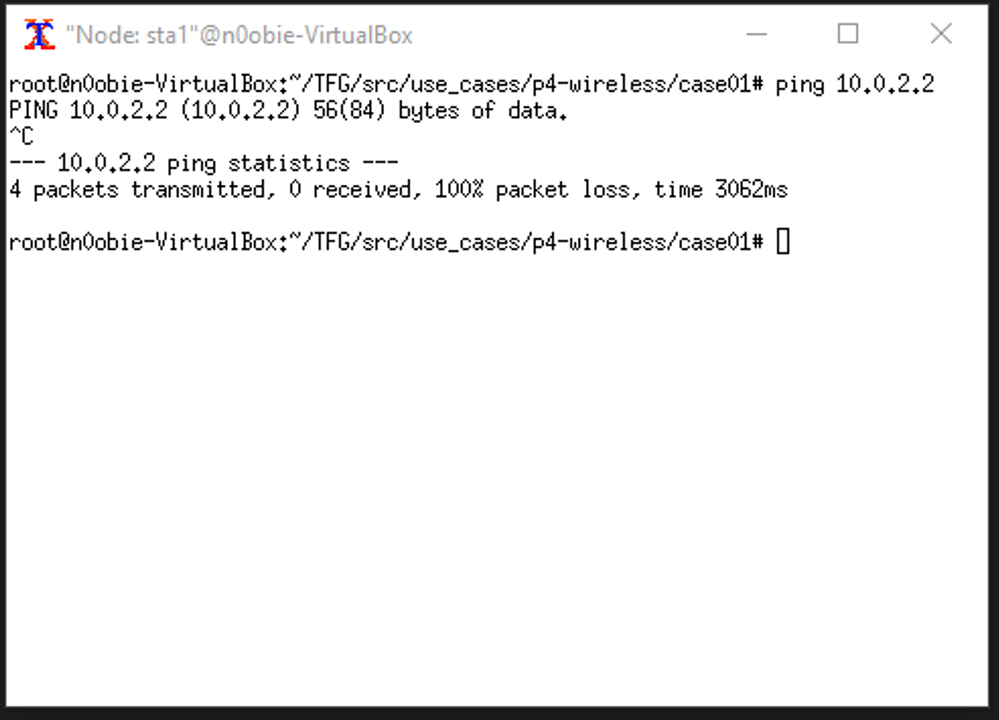 "Node: sta1"@n0obie-VirtualBox
root@n0obie-VirtualBox:~/TFG/src/use_cases/p4-wireless/case01# ping 10.0.2.2
PING 10.0.2.2 (10.0.2.2) 56(84) bytes of data.
^C
--- 10.0.2.2 ping statistics ---
4 packets transmitted, 0 received, 100% packet loss, time 3062ms
root@n0obie-VirtualBox:~/TFG/src/use_cases/p4-wireless/case01#